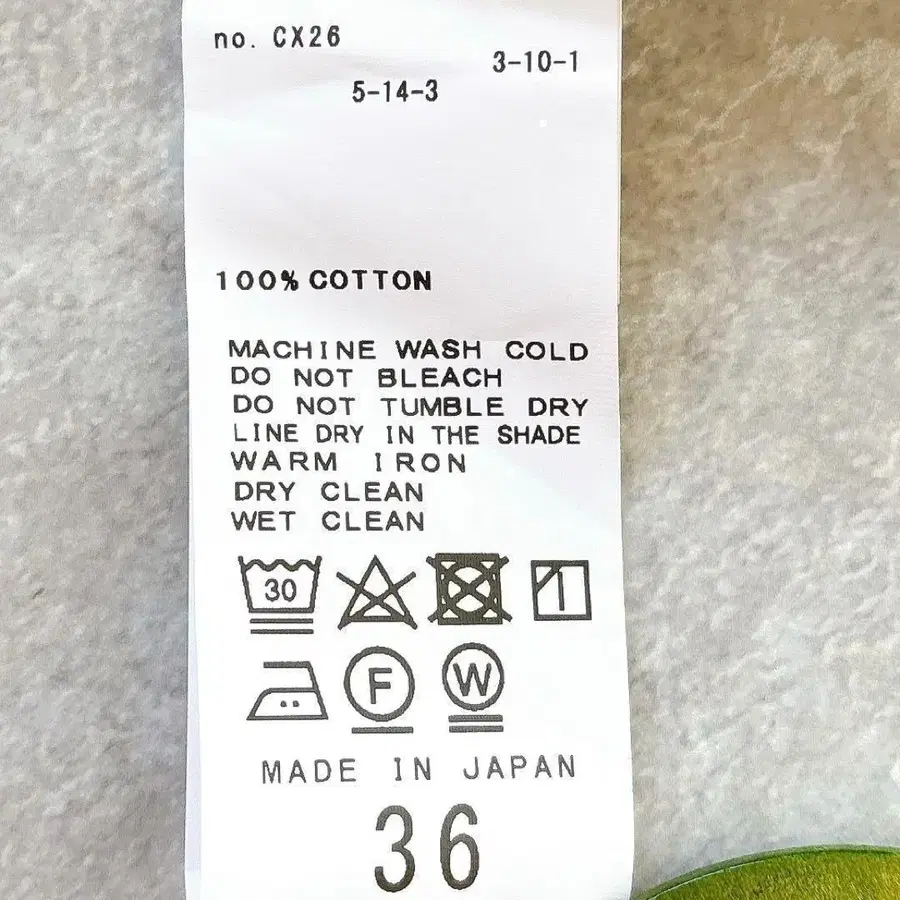 no. CX26
3-10-1
5-14-3
100% COTTON
MACHINE WASH COLD
DO NOT BLEACH
DO NOT TUMBLE DRY
LINE DRY IN THE SHADE
WARM IRON
DRY CLEAN
WET CLEAN
30
F W
MADE IN JAPAN
36